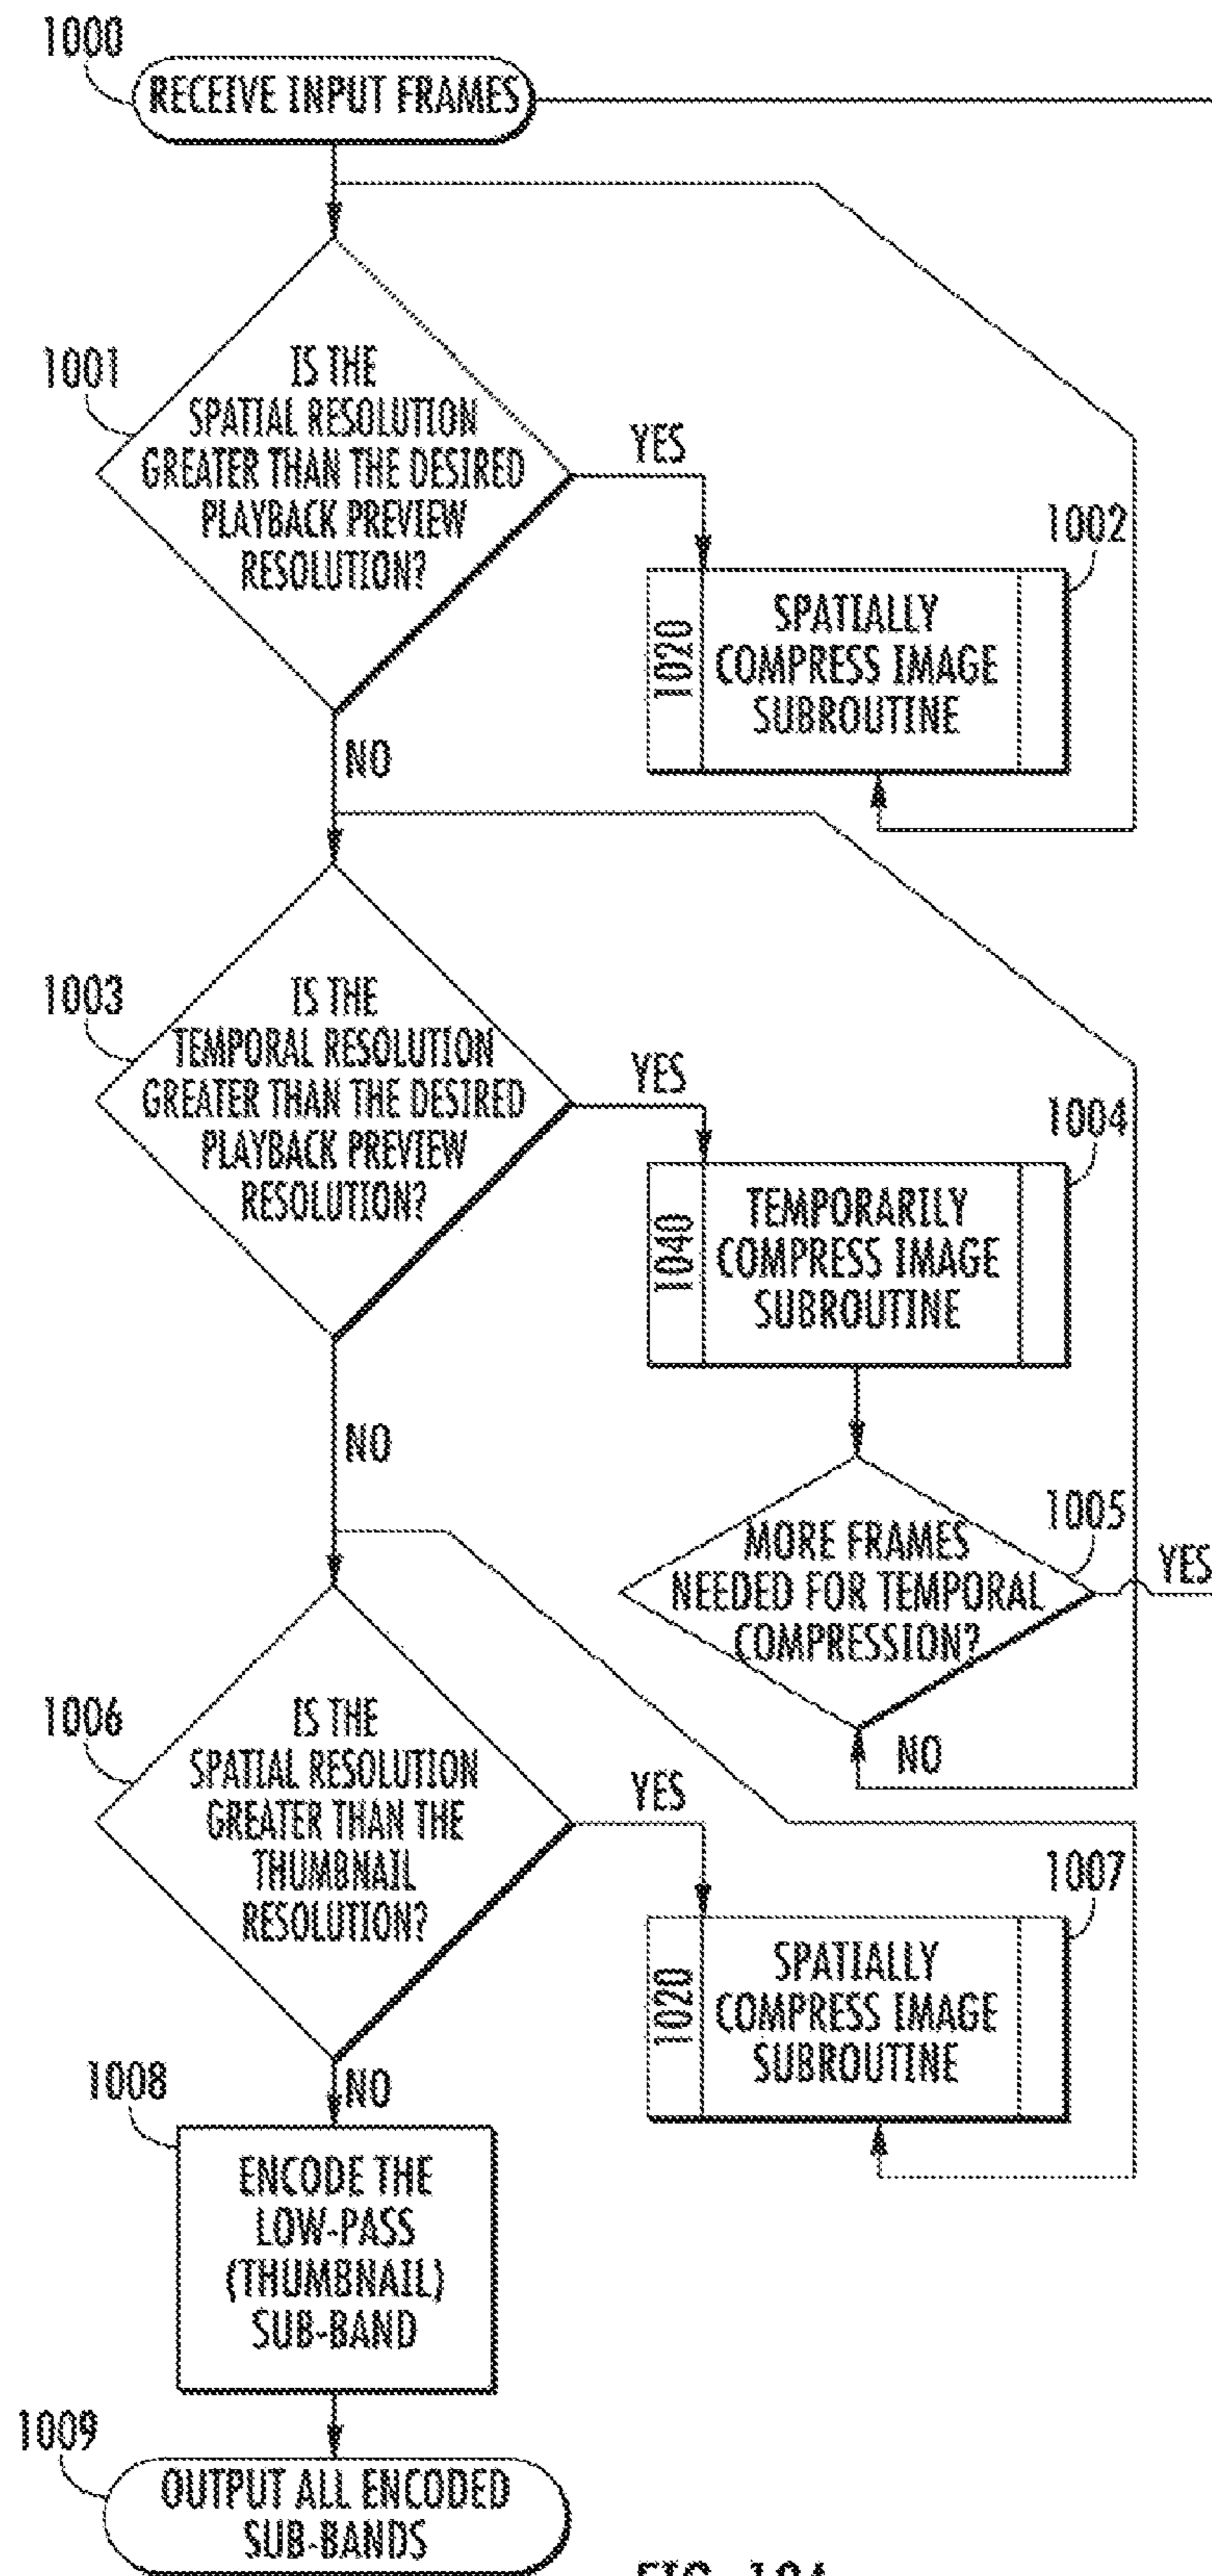 1000
RECEIVE INPUT FRAMES
1001
IS THE
SPATIAL RESOLUTION
GREATER THAN THE DESIRED
PLAYBACK PREVIEW
RESOLUTION?
YES
1002
1020
SPATIALLY
COMPRESS IMAGE
SUBROUTINE
NO
1003
IS THE
TEMPORAL RESOLUTION
GREATER THAN THE DESIRED
PLAYBACK PREVIEW
RESOLUTION?
YES
1004
1040
TEMPORARILY
COMPRESS IMAGE
SUBROUTINE
NO
1005
MORE FRAMES
NEEDED FOR TEMPORAL
COMPRESSION?
YES
NO
1006
IS THE
SPATIAL RESOLUTION
GREATER THAN THE
THUMBNAIL
RESOLUTION?
YES
1007
1020
SPATIALLY
COMPRESS IMAGE
SUBROUTINE
NO
1008
ENCODE THE
LOW-PASS
(THUMBNAIL)
SUB-BAND
1009
OUTPUT ALL ENCODED
SUB-BANDS